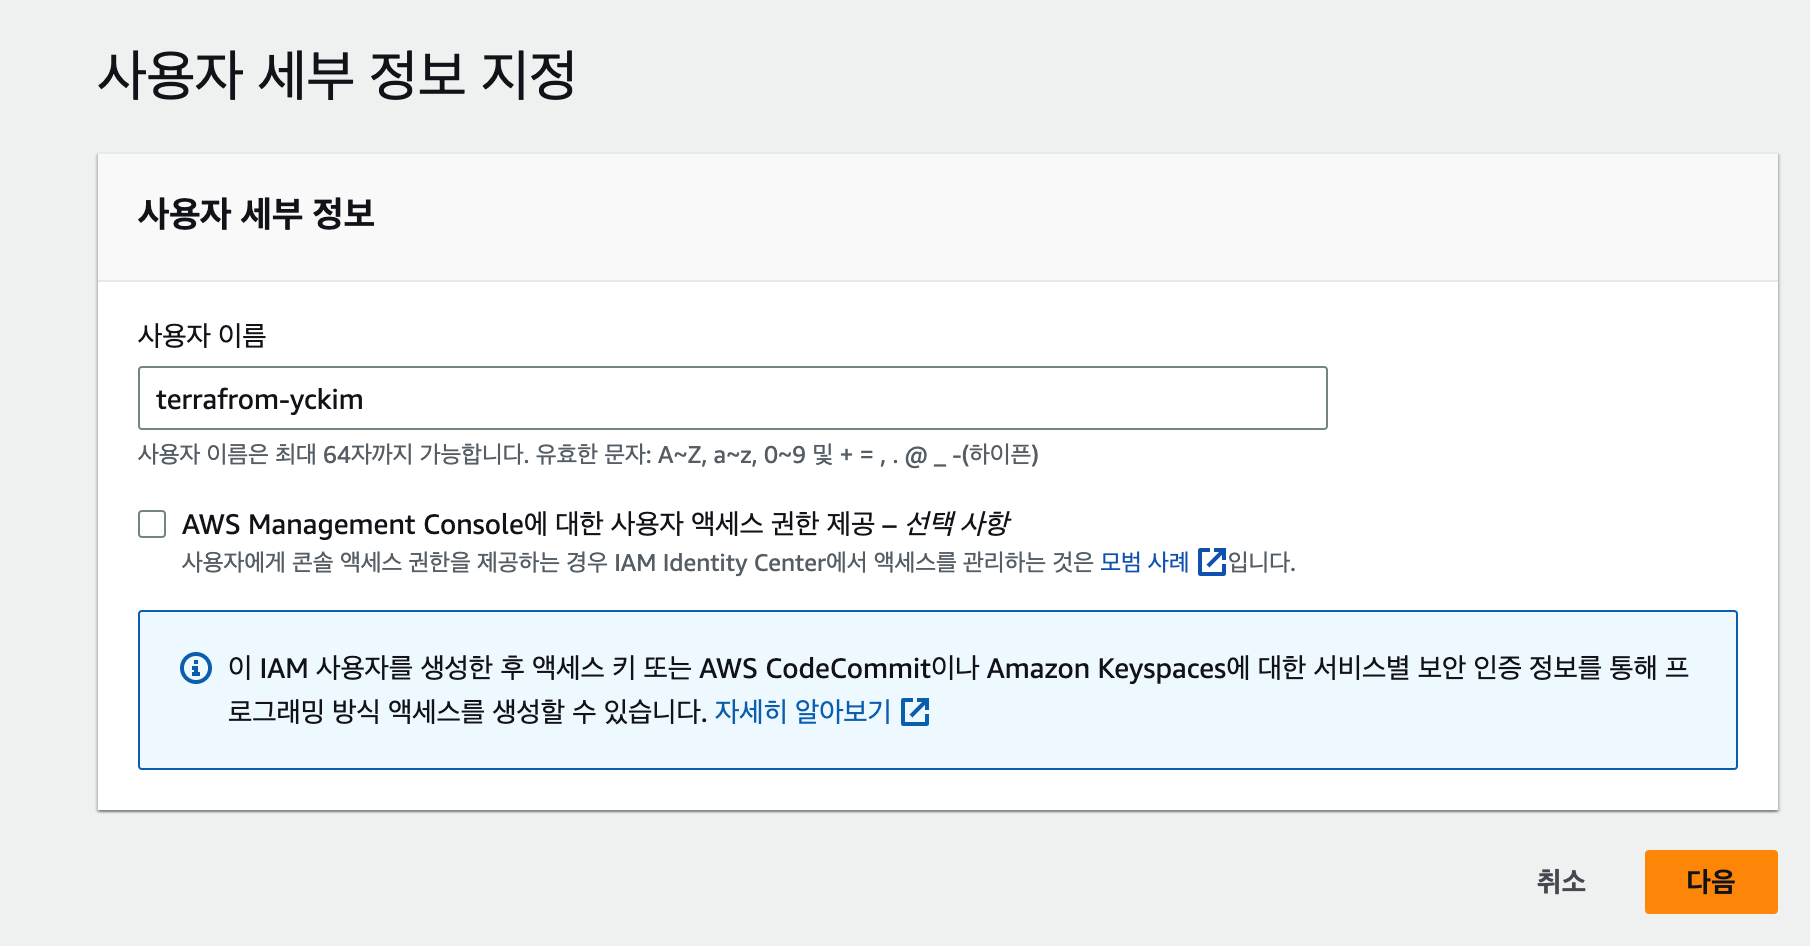 사용자 세부 정보 지정
사용자 세부 정보
사용자 이름
terrafrom-yckim
사용자 이름은 최대 64자까지 가능합니다. 유효한 문자: A~Z, a~z, 0~9 및 + = , . @ _ -(하이픈)
AWS Management Console에 대한 사용자 액세스 권한 제공 – 선택 사항
사용자에게 콘솔 액세스 권한을 제공하는 경우 IAM Identity Center에서 액세스를 관리하는 것은 모범 사례 입니다.
이 IAM 사용자를 생성한 후 액세스 키 또는 AWS CodeCommit이나 Amazon Keyspaces에 대한 서비스별 보안 인증 정보를 통해 프
로그래밍 방식 액세스를 생성할 수 있습니다. 자세히 알아보기
취소
다음